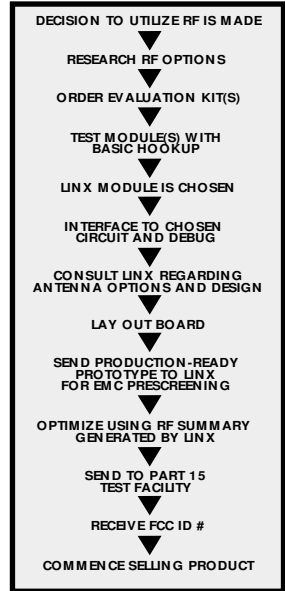 DECISION TO UTILIZE RF IS MADE
RESEARCH RF OPTIONS
ORDER EVALUATION KIT(S)
TEST MODULE(S) WITH
BASIC HOOKUP
LINX MODULE IS CHOSEN
INTERFACE TO CHOSEN
CIRCUIT AND DEBUG
CONSULT LINX REGARDING
ANTENNA OPTIONS AND DESIGN
LAY OUT BOARD
SEND PRODUCTION-READY
PROTOTYPE TO LINX
FOR EMC PRESCREENING
OPTIMIZE USING RF SUMMARY
GENERATED BY LINX
SEND TO PART 15
TEST FACILITY
RECEIVE FCC ID #
COMMENCE SELLING PRODUCT